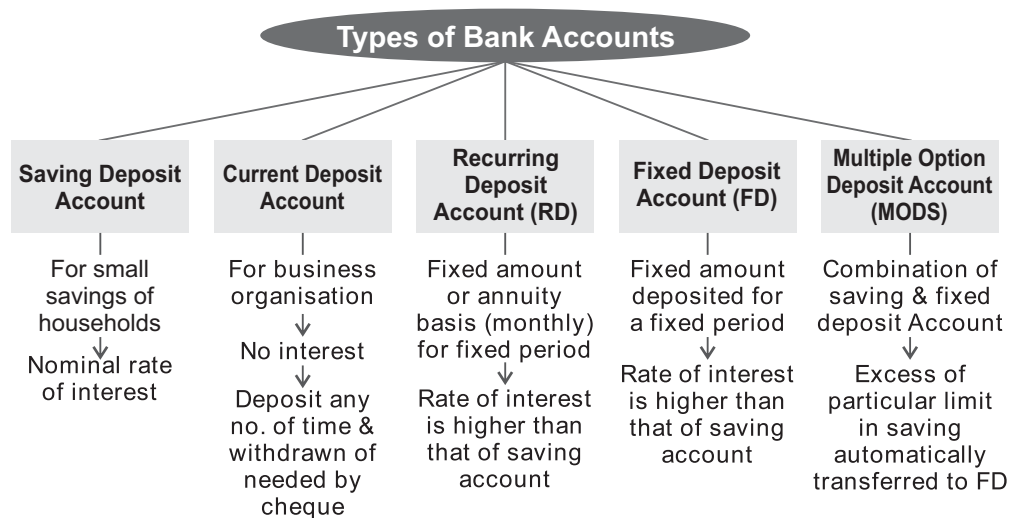 Types of Bank Accounts
Saving Deposit
Account
For small
savings of
households
Nominal rate
of interest
Current Deposit
Account
For business
organisation
No interest
Deposit any
no. of time &
withdrawn of
needed by
cheque
Recurring
Deposit
Account (RD)
Fixed amount
or annuity
basis (monthly)
for fixed period
Rate of interest
is higher than
that of saving
account
Fixed Deposit
Account (FD)
Fixed amount
deposited for
a fixed period
Rate of interest
is higher than
that of saving
account
Multiple Option
Deposit Account
(MODS)
Combination of
saving & fixed
deposit Account
Excess of
particular limit
in saving
automatically
transferred to FD